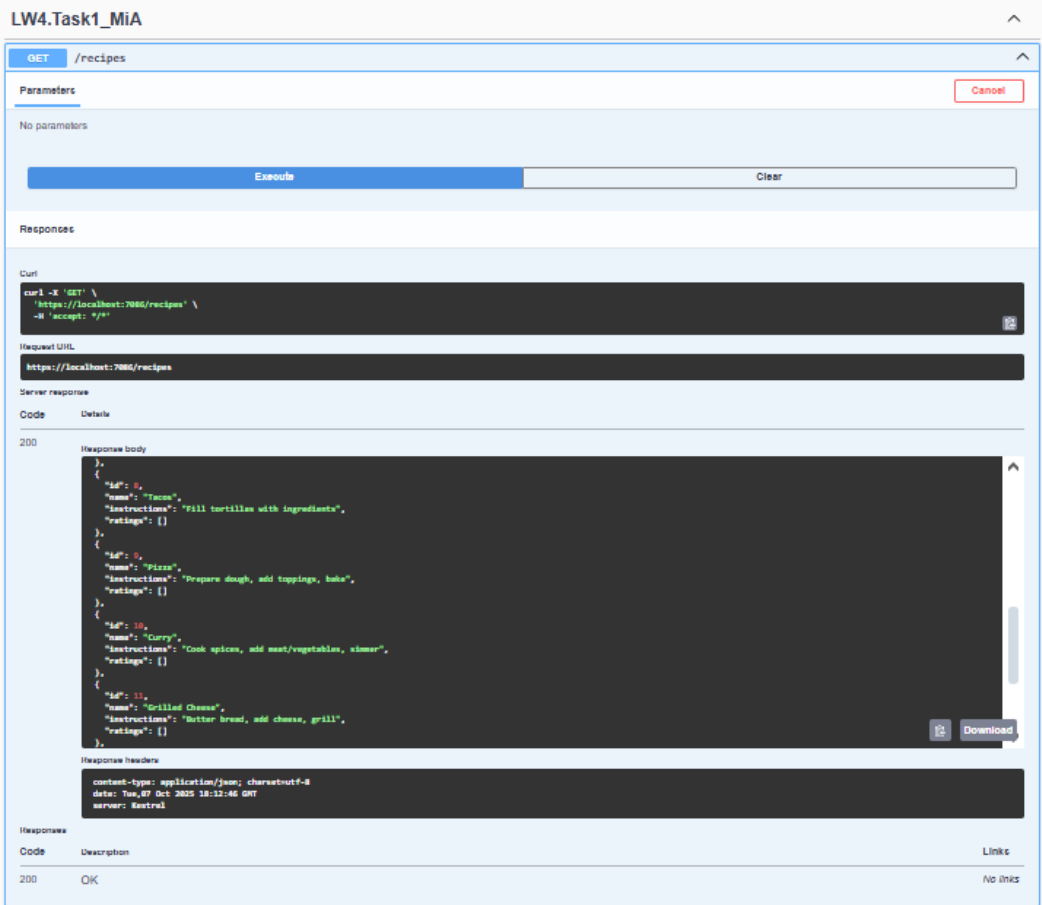 LW4.Task1_MiA
GET /recipes
Parameters
Cancel
No parameters
Execute
Clear
Responses
Curl
curl -X 'GET' \
'https://localhost:7086/recipes' \
-H 'accept: */*'
Request URL
https://localhost:7086/recipes
Server response
Code Details
200
Response body
},
{
"id": 8,
"name": "Tacos",
"instructions": "Fill tortillas with ingredients",
"ratings": []
},
{
"id": 9,
"name": "Pizza",
"instructions": "Prepare dough, add toppings, bake",
"ratings": []
},
{
"id": 10,
"name": "Curry",
"instructions": "Cook spices, add meat/vegetables, simmer",
"ratings": []
},
{
"id": 11,
"name": "Grilled Cheese",
"instructions": "Butter bread, add cheese, grill",
"ratings": []
},
Download
Response headers
content-type: application/json; charset=utf-8
date: Tue,07 Oct 2025 18:12:46 GMT
server: Kestrel
Responses
Code Description Links
200 OK No links